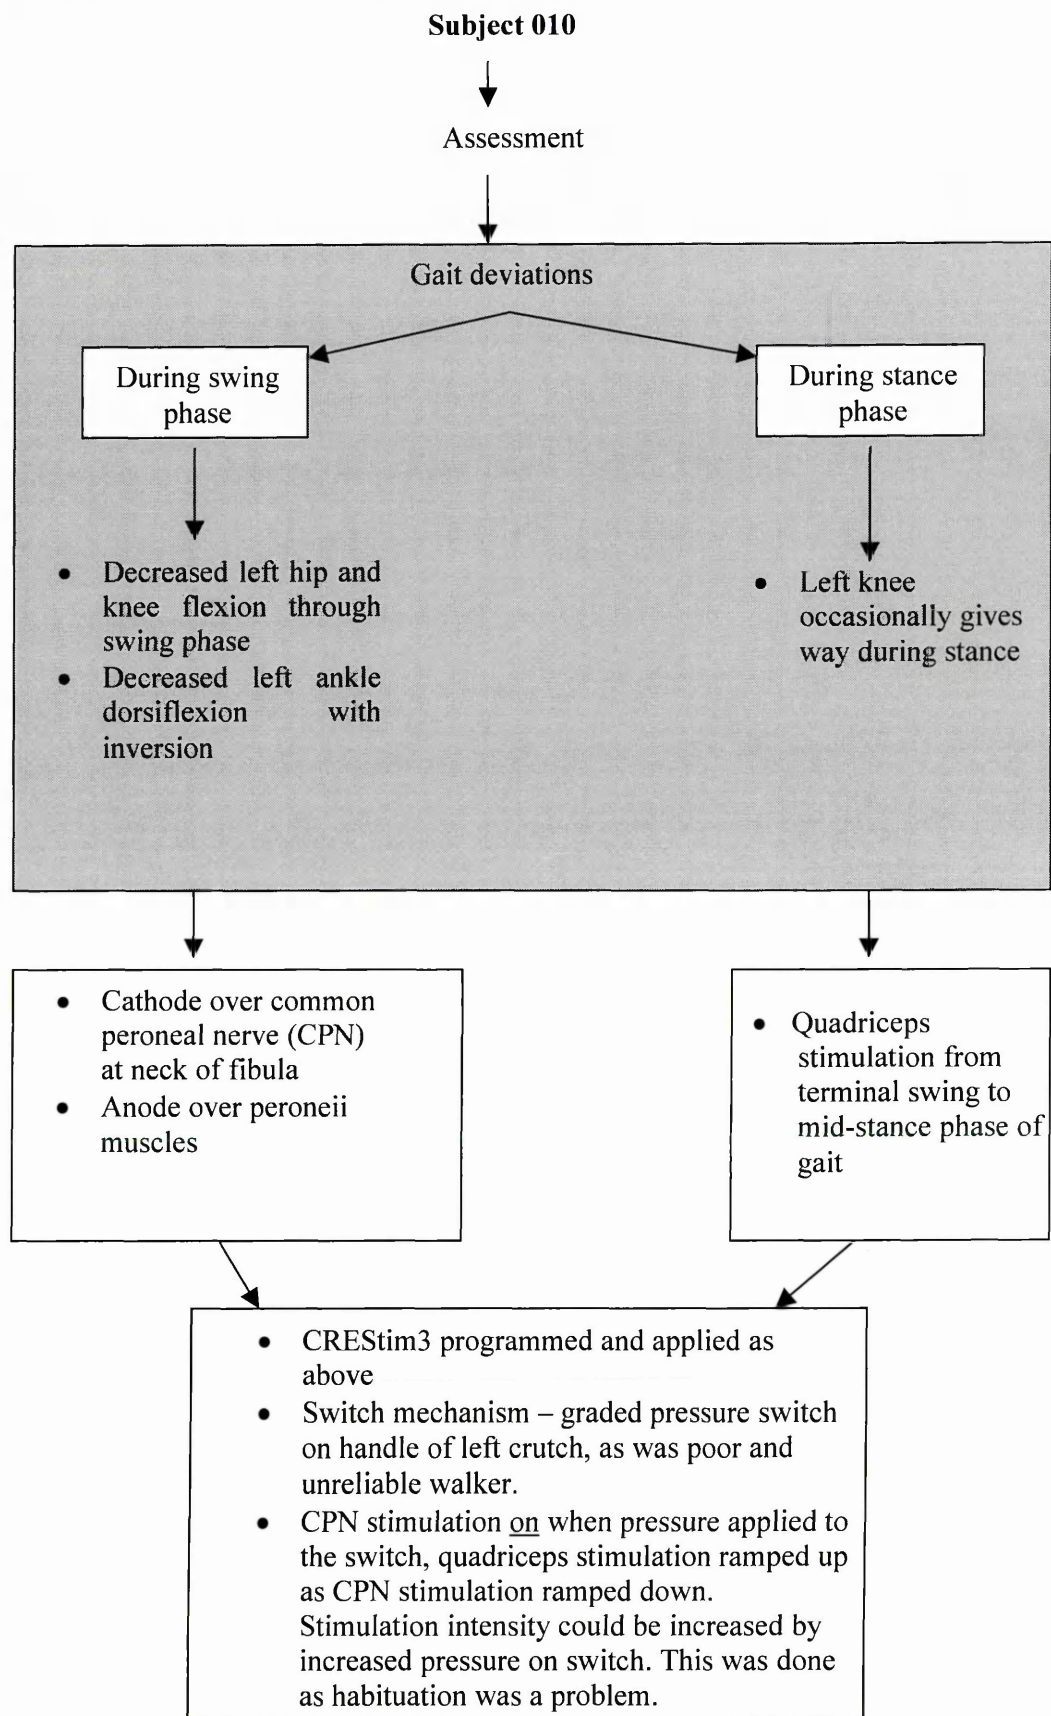 Subject 010
Assessment
Gait deviations
During swing
phase
During stance
phase
• Decreased left hip and
knee flexion through
swing phase
• Decreased left ankle
dorsiflexion with
inversion
• Left knee
occasionally gives
way during stance
• Cathode over common
peroneal nerve (CPN)
at neck of fibula
• Anode over peroneii
muscles
• Quadriceps
stimulation from
terminal swing to
mid-stance phase of
gait
• CREStim3 programmed and applied as
above
• Switch mechanism – graded pressure switch
on handle of left crutch, as was poor and
unreliable walker.
• CPN stimulation on when pressure applied to
the switch, quadriceps stimulation ramped up
as CPN stimulation ramped down.
Stimulation intensity could be increased by
increased pressure on switch. This was done
as habituation was a problem.